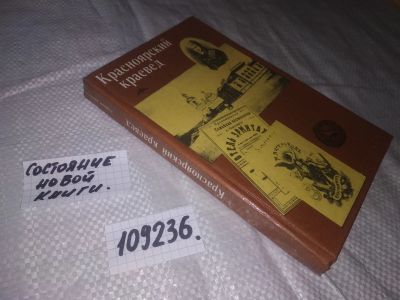 Красноярский
краевед
Красноярский краевед
СОСТОЯНИЕ
НОВОЙ
КНИГИ.
109236.